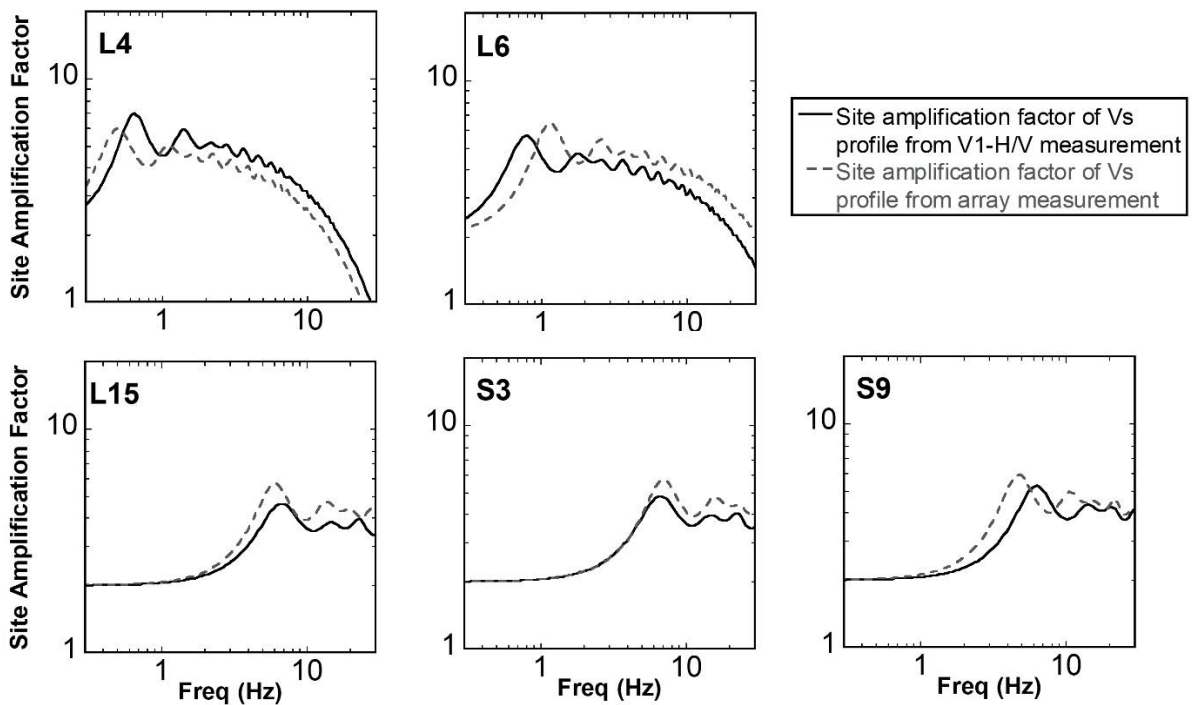 L4
L6
Site Amplification Factor
10
1
1
10
10
1
1
10
Site amplification factor of Vs
profile from V1-H/V measurement
Site amplification factor of Vs
profile from array measurement
L15
S3
S9
Site Amplification Factor
10
1
1
10
Freq (Hz)
10
1
1
10
Freq (Hz)
10
1
1
10
Freq (Hz)